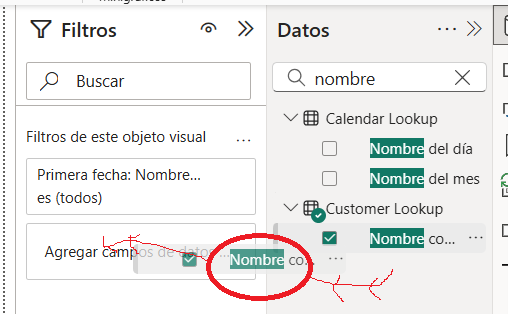 Filtros
Datos
Buscar
nombre
Filtros de este objeto visual ...
Primera fecha: Nombre...
es (todos)
Agregar campos de datos
Calendar Lookup
Nombre del día
Nombre del mes
Customer Lookup
Nombre co... ...
Nombre co... ...